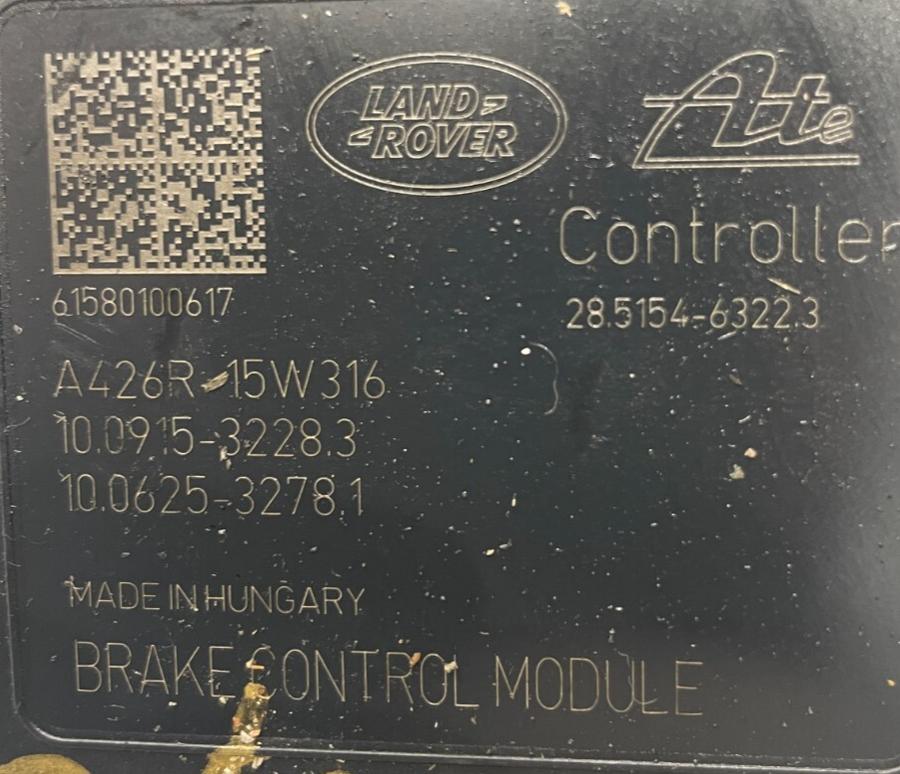 LAND
ROVER
Ate
Controller
28.5154-6322.3
61580100617
A426R-15W316
10.0915-3228.3
10.0625-3278.1
MADE IN HUNGARY
BRAKE CONTROL MODULE